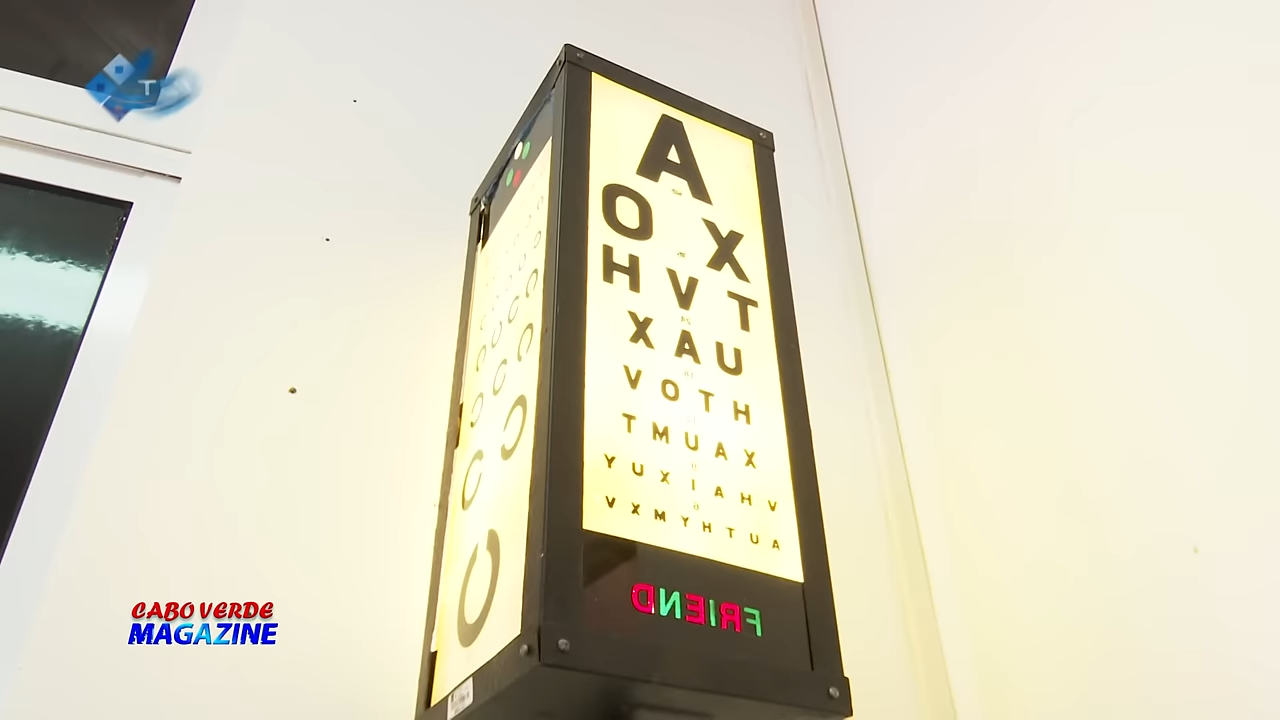 A
O X
H V T
X A U
V O T H
T M U A X
Y U X I A H V
V X M Y H T U A
FRIEND
CABO VERDE
MAGAZINE